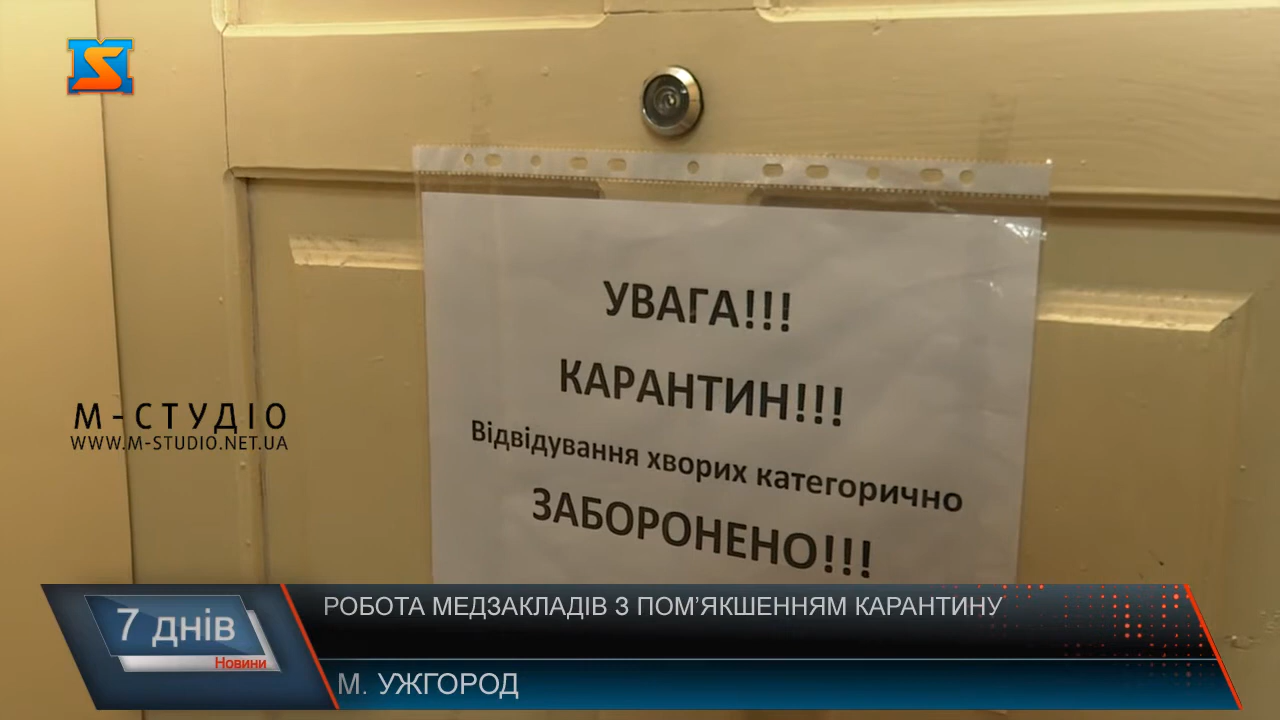 УВАГА!!!
КАРАНТИН!!!
Відвідування хворих категорично
ЗАБОРОНЕНО!!!
М-СТУДІО
WWW.M-STUDIO.NET.UA
7 днів
Новини
РОБОТА МЕДЗАКЛАДІВ З ПОМ’ЯКШЕННЯМ КАРАНТИНУ
М. УЖГОРОД